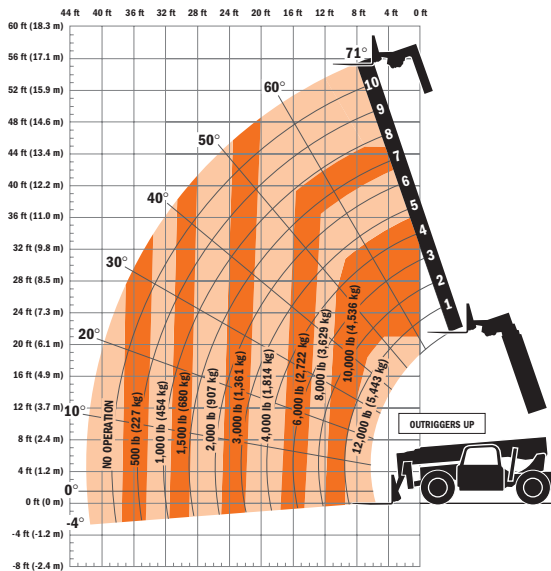 44 ft 40 ft 36 ft 32 ft 28 ft 24 ft 20 ft 16 ft 12 ft 8 ft 4 ft 0 ft
60 ft (18.3 m)
56 ft (17.1 m)
52 ft (15.9 m)
48 ft (14.6 m)
44 ft (13.4 m)
40 ft (12.2 m)
36 ft (11.0 m)
32 ft (9.8 m)
28 ft (8.5 m)
24 ft (7.3 m)
20 ft (6.1 m)
16 ft (4.9 m)
12 ft (3.7 m)
8 ft (2.4 m)
4 ft (1.2 m)
0 ft (0 m)
-4 ft (-1.2 m)
-8 ft (-2.4 m)
71°
60°
50°
40°
30°
20°
10°
0°
-4°
10
9
8
7
6
5
4
3
2
1
NO OPERATION
500 lb (227 kg)
1,000 lb (454 kg)
1,500 lb (680 kg)
2,000 lb (907 kg)
3,000 lb (1,361 kg)
4,000 lb (1,814 kg)
6,000 lb (2,722 kg)
8,000 lb (3,629 kg)
10,000 lb (4,536 kg)
12,000 lb (5,443 kg)
OUTRIGGERS UP